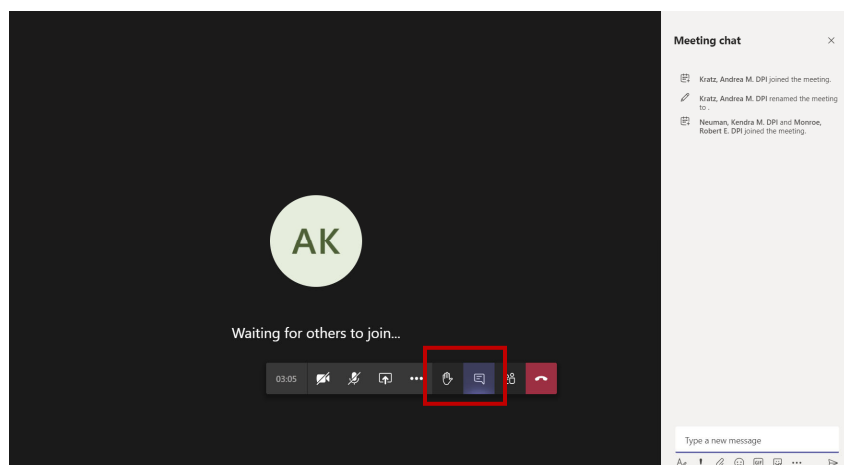 Meeting chat
Kratz, Andrea M. DPI joined the meeting.
Kratz, Andrea M. DPI renamed the meeting
to .
Neuman, Kendra M. DPI and Monroe,
Robert E. DPI joined the meeting.
AK
Waiting for others to join...
03:05
Type a new message
GIF